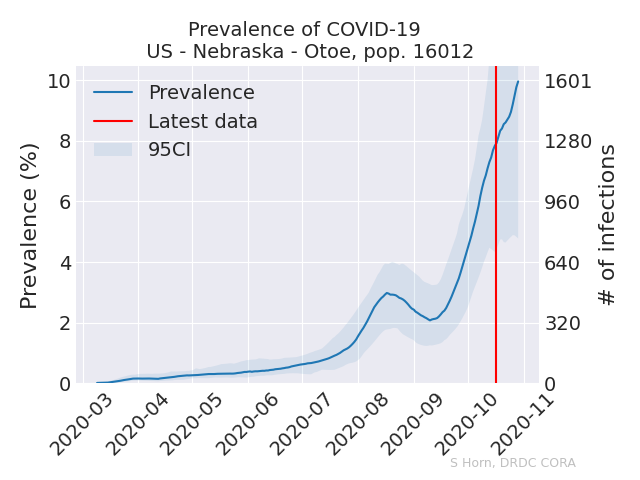 Prevalence of COVID-19
US - Nebraska - Otoe, pop. 16012
Prevalence
Latest data
95CI
Prevalence (%)
10
8
6
4
2
0
1601
1280
960
640
320
0
# of infections
2020-03
2020-04
2020-05
2020-06
2020-07
2020-08
2020-09
2020-10
2020-11
S Horn, DRDC CORA